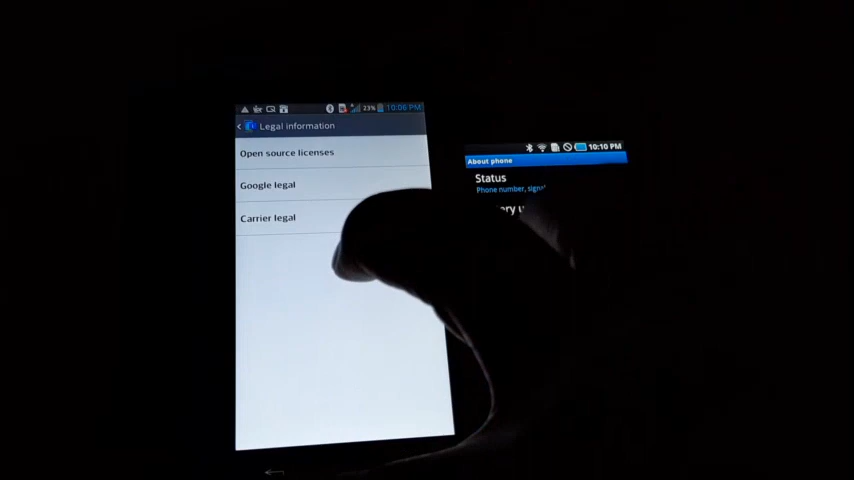 23% 10:06 PM
Legal information
Open source licenses
Google legal
Carrier legal
10:10 PM
About phone
Status
Phone number, signal